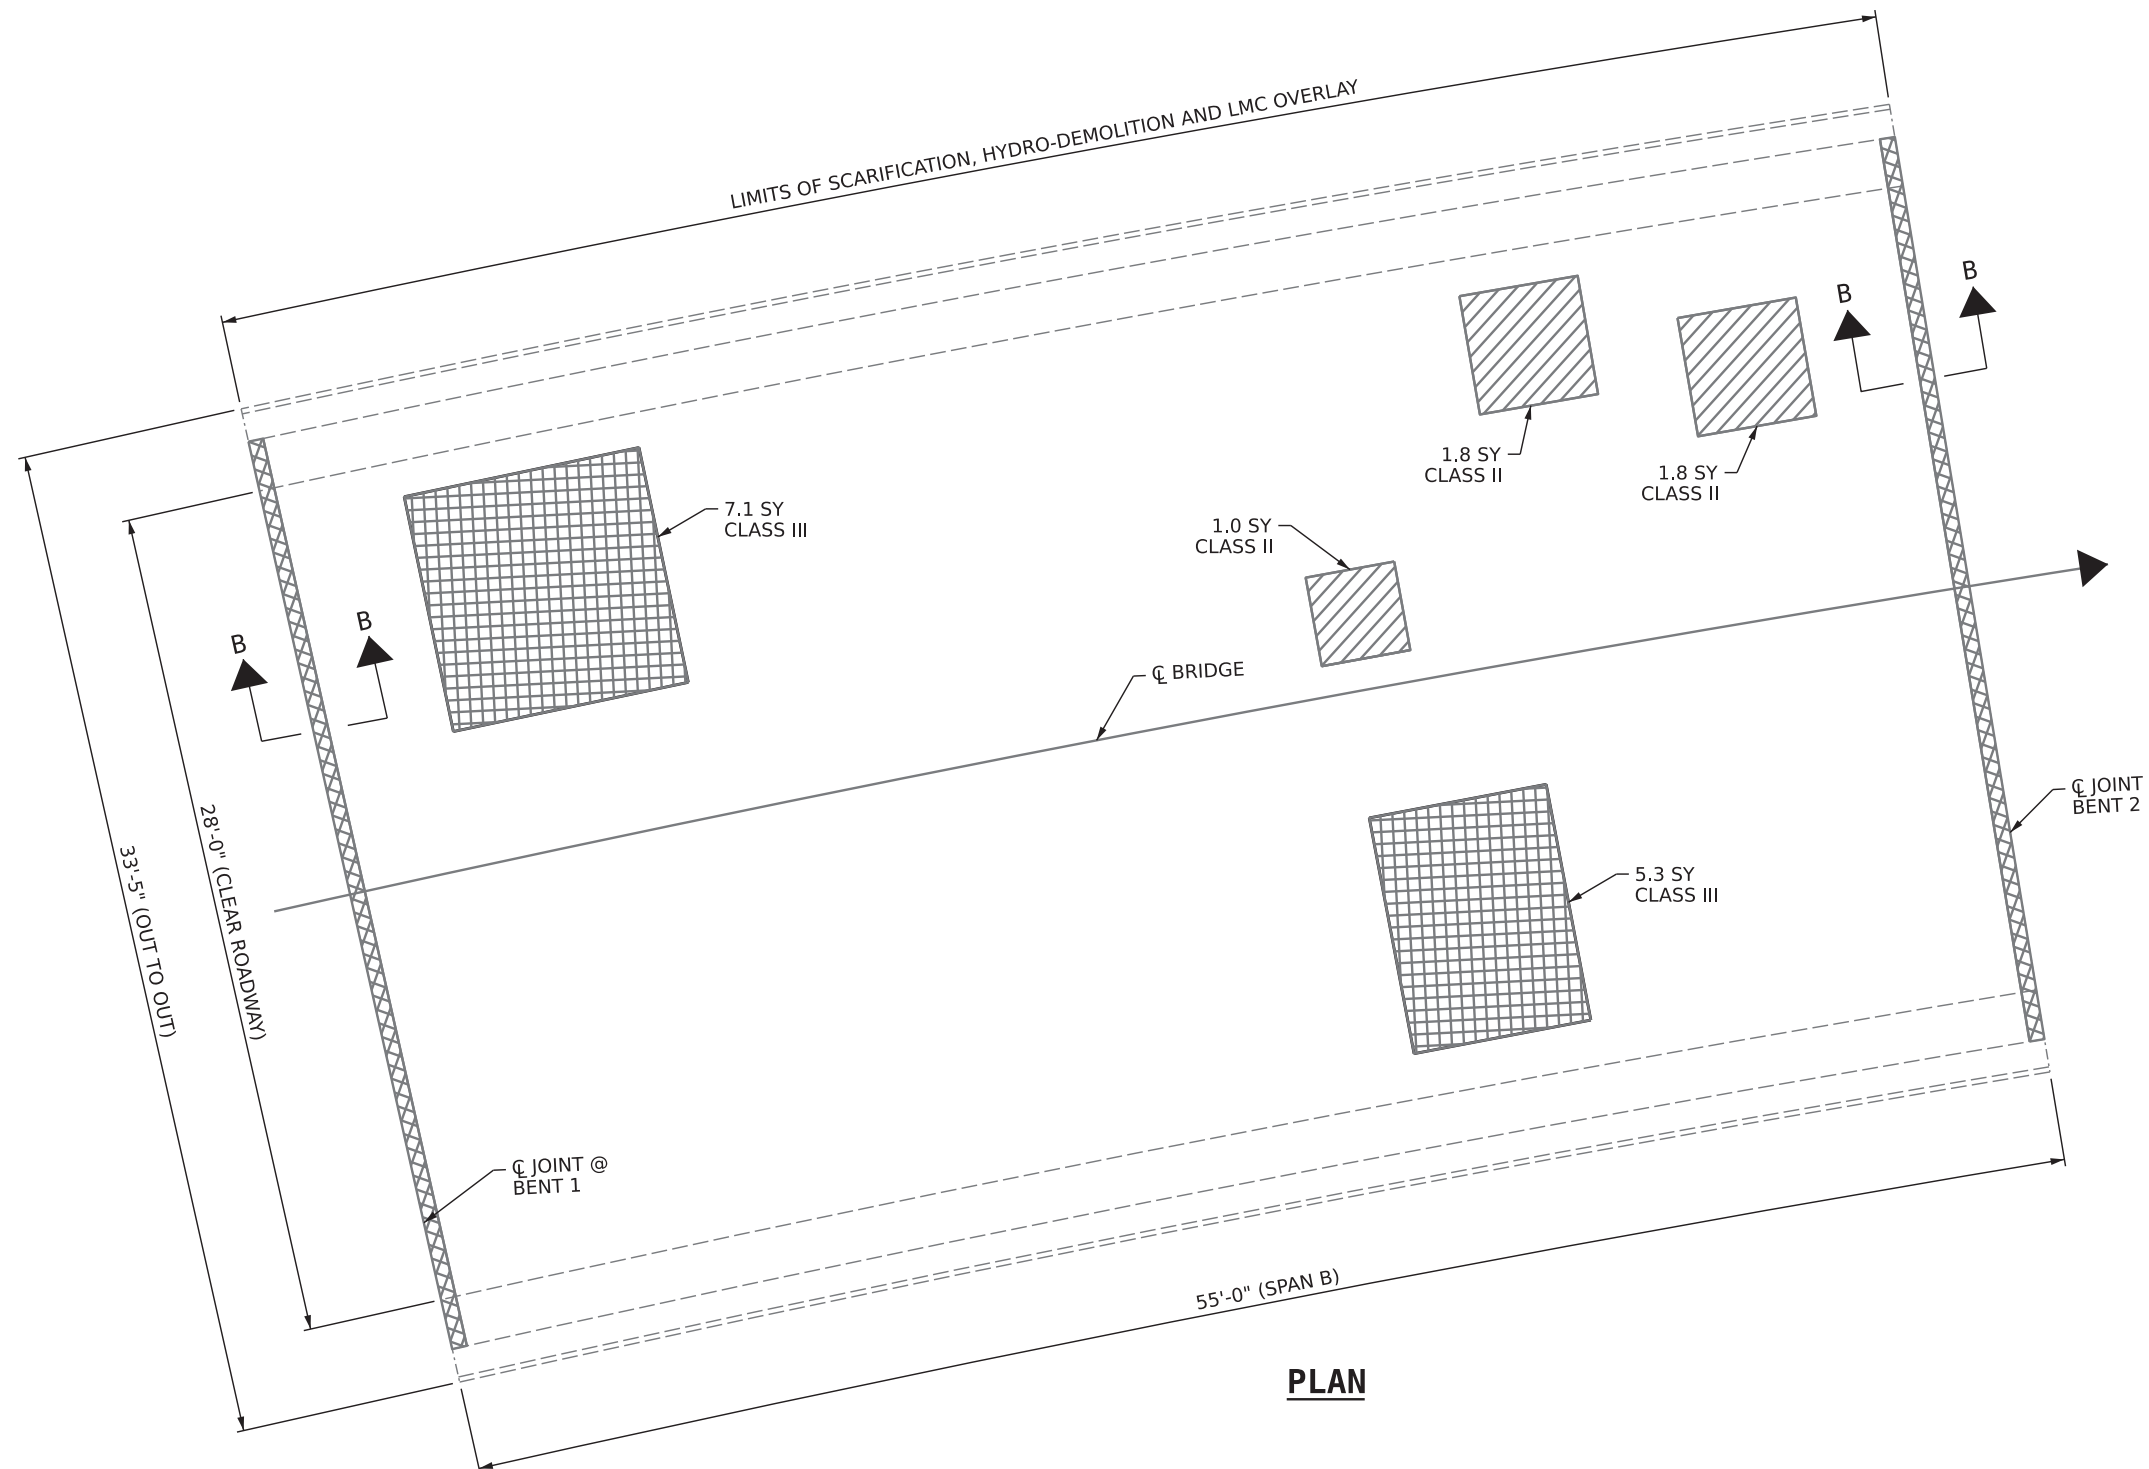 LIMITS OF SCARIFICATION, HYDRO-DEMOLITION AND LMC OVERLAY
B
B
1.8 SY
CLASS II
1.8 SY
CLASS II
7.1 SY
CLASS III
1.0 SY
CLASS II
B
B
℄ BRIDGE
℄ JOINT
BENT 2
28'-0" (CLEAR ROADWAY)
33'-5" (OUT TO OUT)
5.3 SY
CLASS III
℄ JOINT @
BENT 1
55'-0" (SPAN B)
PLAN